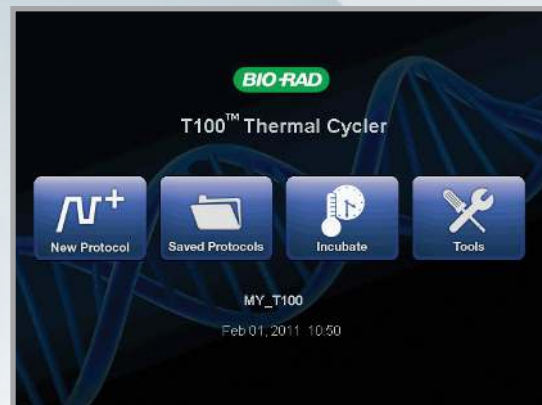 BIO-RAD
T100™ Thermal Cycler
New Protocol
Saved Protocols
Incubate
Tools
MY_T100
Feb 01, 2011 10:50